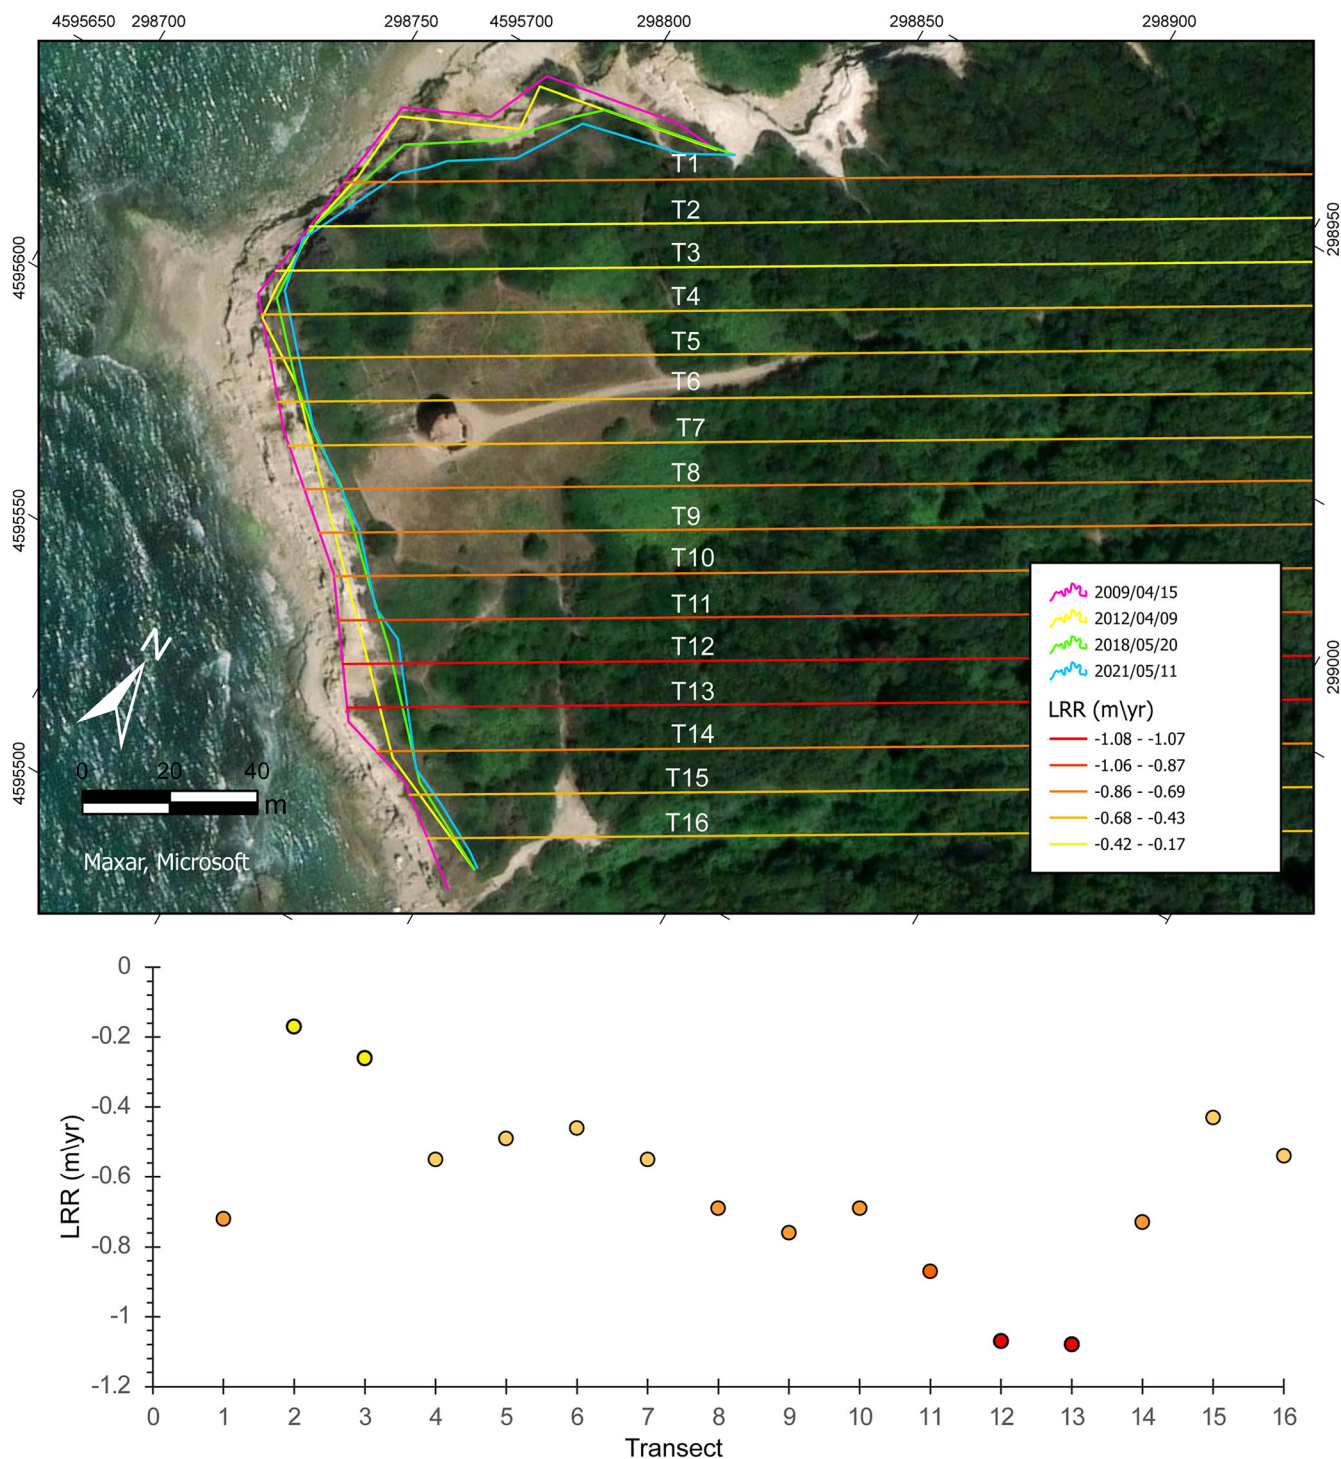 4595650 298700 298750 4595700 298800 298850 298900
T1
T2
298950
T3
4595600
T4
T5
T6
T7
T8
T9
4595550
T10
2009/04/15
T11
2012/04/09
T12
2018/05/20
N
2021/05/11
299000
T13
LRR (m\yr)
T14
-1.08 - -1.07
-1.06 - -0.87
T15
0 20 40
4595500
-0.86 - -0.69
m
T16
-0.68 - -0.43
-0.42 - -0.17
Maxar, Microsoft
0
-0.2
-0.4
-0.6
-0.8
-1
-1.2
LRR (m\yr)
0 1 2 3 4 5 6 7 8 9 10 11 12 13 14 15 16
Transect